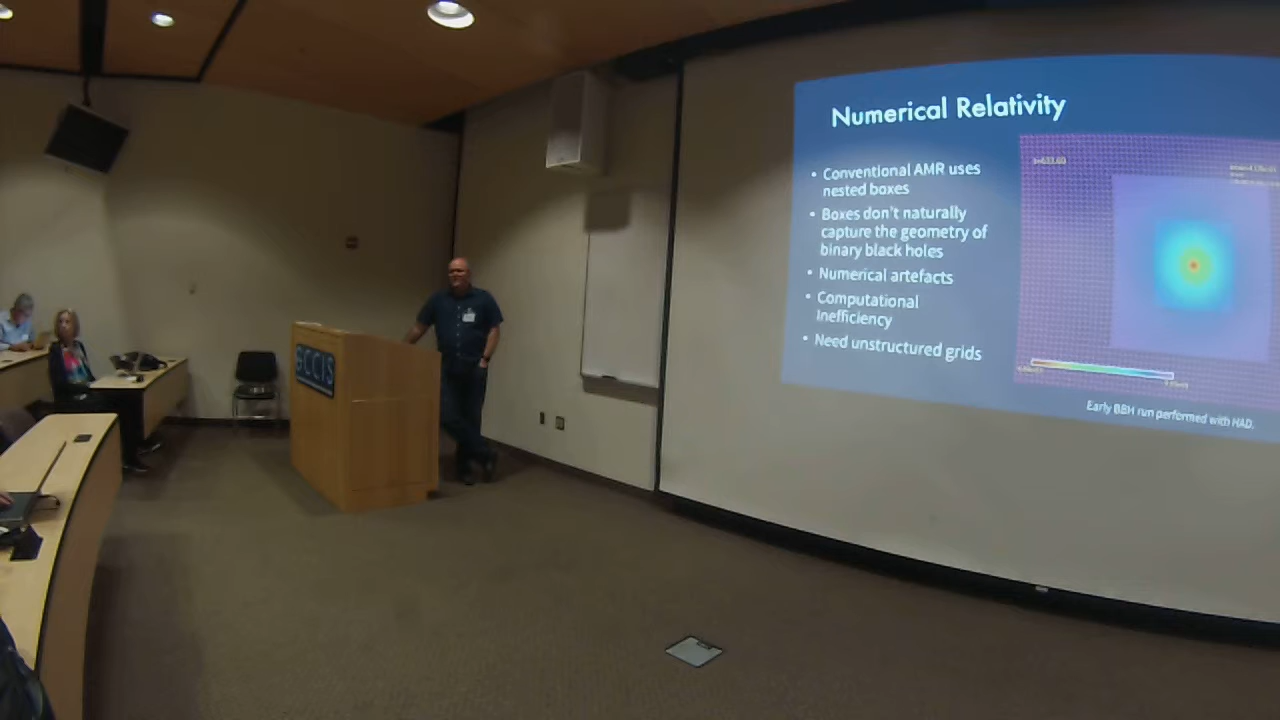 Numerical Relativity
• Conventional AMR uses
nested boxes
• Boxes don't naturally
capture the geometry of
binary black holes
• Numerical artefacts
• Computational
Inefficiency
• Need unstructured grids
Early BBH run performed with HAD.
CCIS